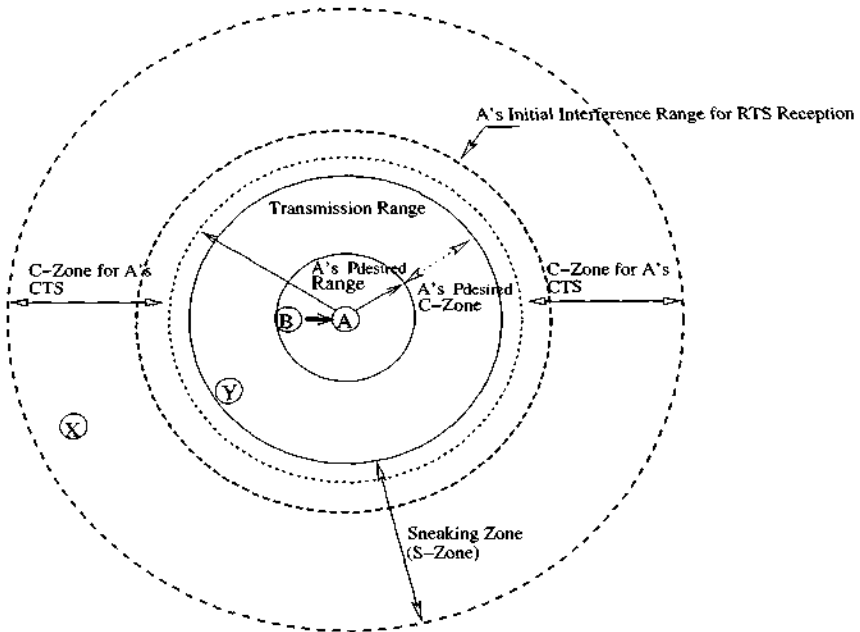 A's Initial Interference Range for RTS Reception
Transmission Range
C-Zone for A's
CTS
A's Pdesired
Range
A's Pdesired
C-Zone
C-Zone for A's
CTS
B
A
Y
X
Sneaking Zone
(S-Zone)